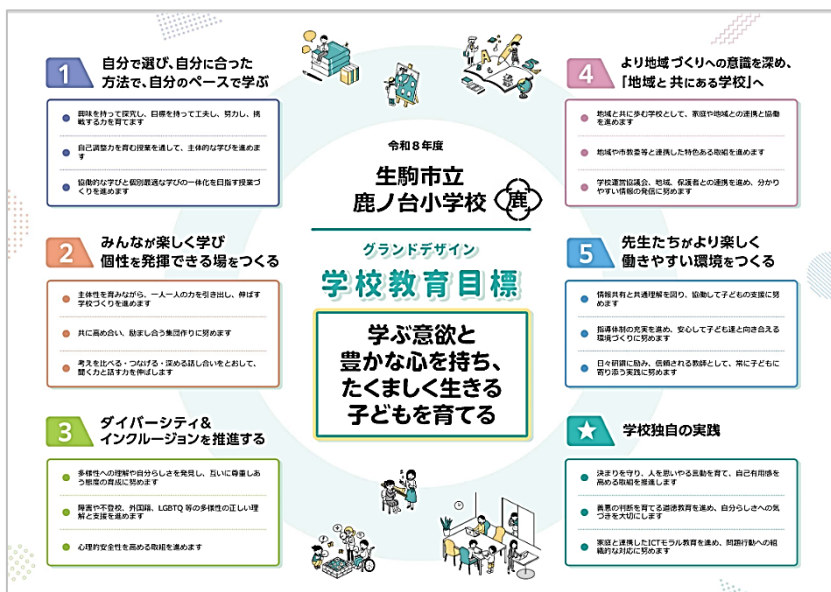 1
自分で選び、自分に合った
方法で、自分のペースで学ぶ
興味を持って探究し、目標を持って工夫し、努力し、挑
戦する力を育てます
自己調整力を育む授業を通して、主体的な学びを進めま
す
協働的な学びと個別最適な学びの一体化を目指す授業づ
くりを進めます
2
みんなが楽しく学び
個性を発揮できる場をつくる
主体性を育みながら、一人一人の力を引き出し、伸ばす
学校づくりを進めます
共に高め合い、励まし合う集団作りに努めます
考えを比べる・つなげる・深める話し合いをとおして、
聞く力と話す力を伸ばします
3
ダイバーシティ&
インクルージョンを推進する
多様性への理解や自分らしさを発見し、互いに尊重しあ
う態度の育成に努めます
障害や不登校、外国籍、LGBTQ 等の多様性の正しい理
解と支援を進めます
心理的安全性を高める取組を進めます
令和8年度
生駒市立
鹿ノ台小学校
鹿
グランドデザイン
学校教育目標
学ぶ意欲と
豊かな心を持ち、
たくましく生きる
子どもを育てる
4
より地域づくりへの意識を深め、
「地域と共にある学校」へ
地域と共に歩む学校として、家庭や地域との連携と協働
を進めます
地域や市教委等と連携した特色ある取組を進めます
学校運営協議会、地域、保護者との連携を進め、分かり
やすい情報の発信に努めます
5
先生たちがより楽しく
働きやすい環境をつくる
情報共有と共通理解を図り、協働して子どもの支援に努
めます
指導体制の充実を進め、安心して子ども達と向き合える
環境づくりに努めます
日々研鑽に励み、信頼される教師として、常に子どもに
寄り添う実践に努めます
★
学校独自の実践
決まりを守り、人を思いやる言動を育て、自己有用感を
高める取組を推進します
善悪の判断を育てる道徳教育を進め、自分らしさへの気
づきを大切にします
家庭と連携したICTモラル教育を進め、問題行動への組
織的な対応に努めます